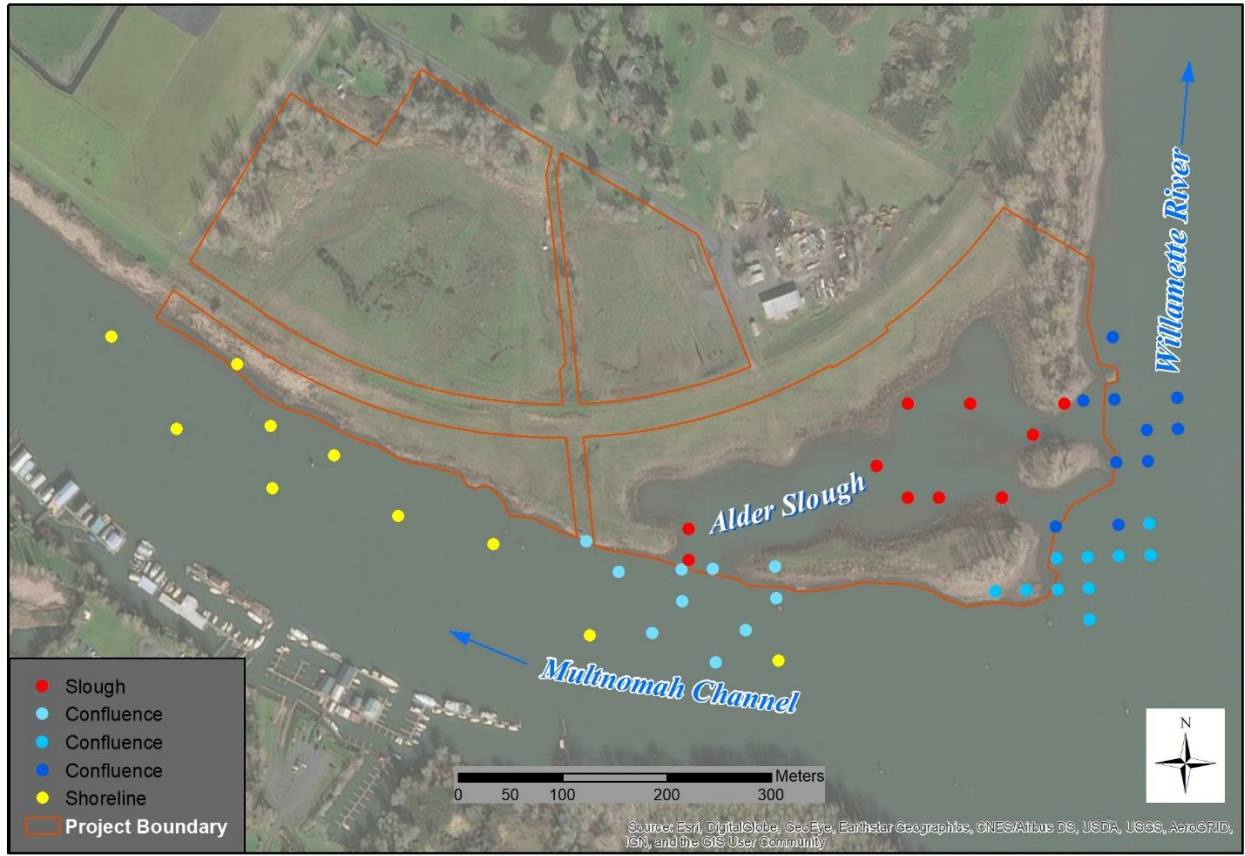 Willamette River
Alder Slough
Multnomah Channel
Slough
Confluence
Confluence
Confluence
Shoreline
Project Boundary
Meters
0 50 100 200 300
N
Source: Esri, DigitalGlobe, GeoEye, Earthstar Geographics, CNES/Airbus DS, USDA, USGS, AeroGRID,
IGN, and the GIS User Community